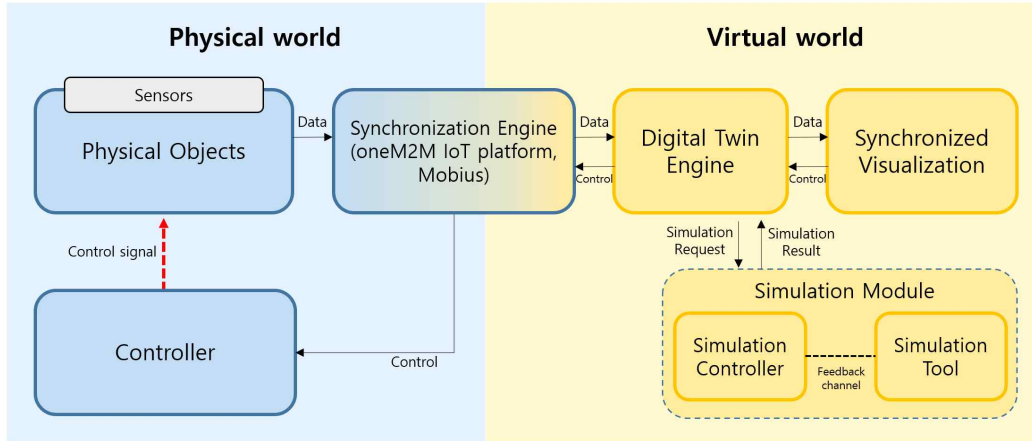 Physical world
Virtual world
Sensors
Physical Objects
Data
Synchronization Engine
(oneM2M IoT platform,
Mobius)
Data
Control
Digital Twin
Engine
Data
Control
Synchronized
Visualization
Control signal
Simulation
Request
Simulation
Result
Controller
Control
Simulation Module
Simulation
Controller
Feedback
channel
Simulation
Tool